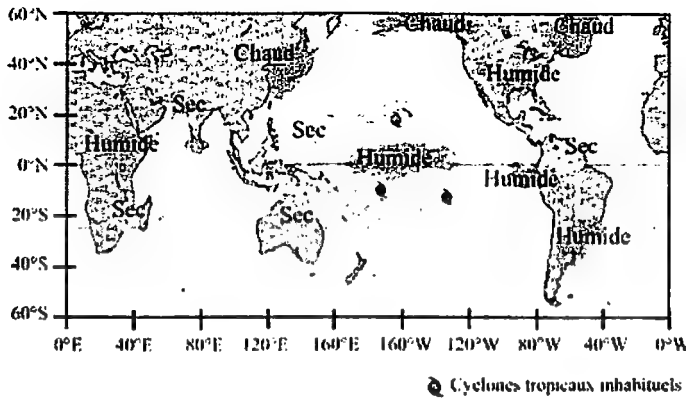 60°N Chaud Chaud
Chaud
40°N Humide
20°N Sec Sec
Humide Sec
0°N Humide Humide
Sec Sec
20°S Humide
40°S
60°S
0°E 40°E 80°E 120°E 160°E 160°W 120°W 80°W 40°W 0°W
Cyclones tropicaux inhabituels